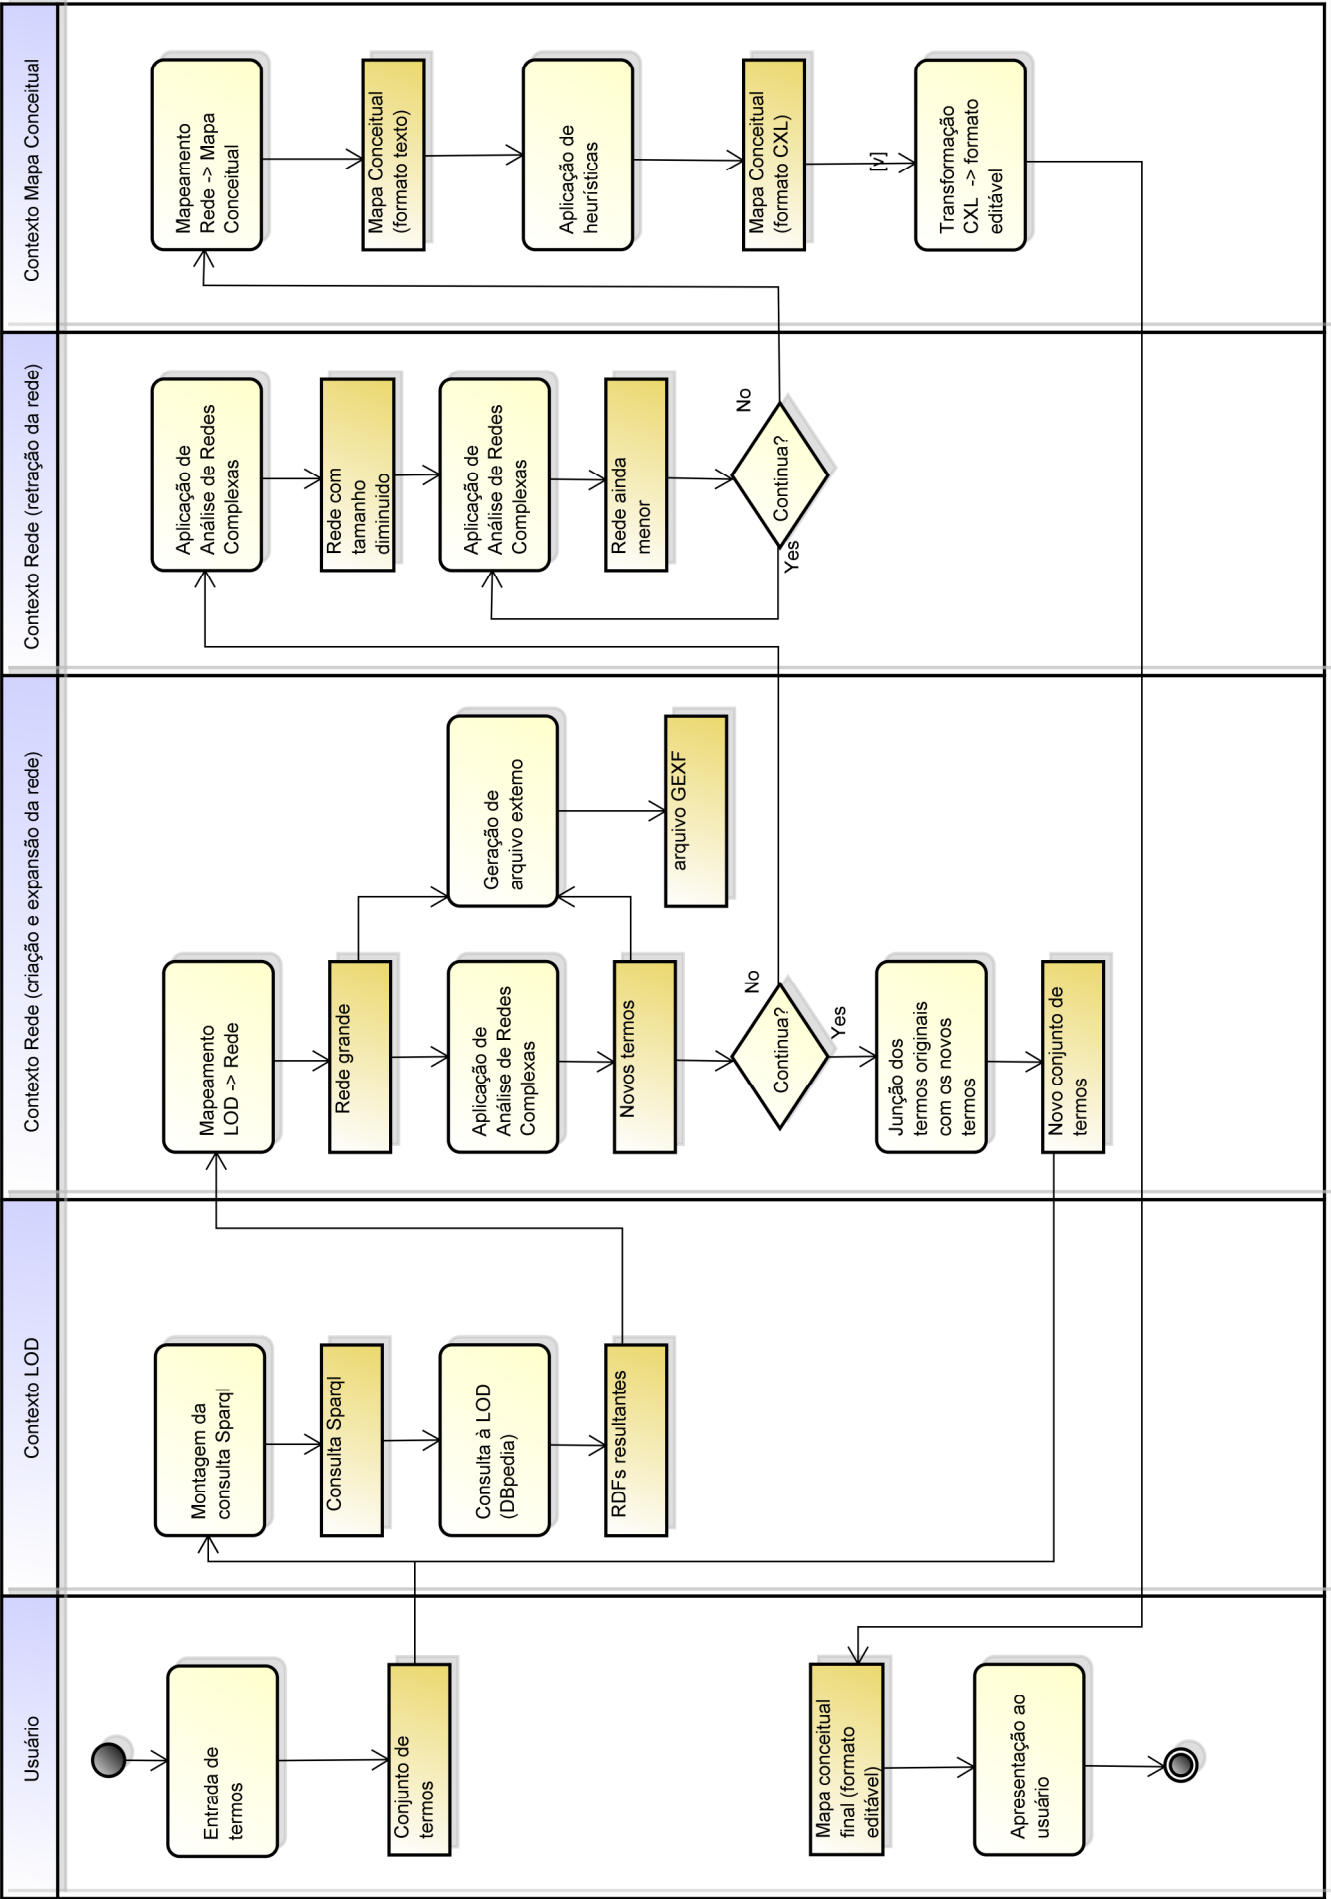 Usuário
Entrada de
termos
Conjunto de
termos
Mapa conceitual
final (formato
editável)
Apresentação ao
usuário
Contexto LOD
Montagem da
consulta Sparql
Consulta Sparql
Consulta à LOD
(DBpedia)
RDFs resultantes
Contexto Rede (criação e expansão da rede)
Mapeamento
LOD -> Rede
Rede grande
Aplicação de
Análise de Redes
Complexas
Novos termos
Geração de
arquivo externo
arquivo GEXF
Continua?
No
Yes
Junção dos
termos originais
com os novos
termos
Novo conjunto de
termos
Contexto Rede (retração da rede)
Aplicação de
Análise de Redes
Complexas
Rede com
tamanho
diminuido
Aplicação de
Análise de Redes
Complexas
Rede ainda
menor
Continua?
No
Yes
Contexto Mapa Conceitual
Mapeamento
Rede -> Mapa
Conceitual
Mapa Conceitual
(formato texto)
Aplicação de
heurísticas
Mapa Conceitual
(formato CXL)
[v]
Transformação
CXL -> formato
editável